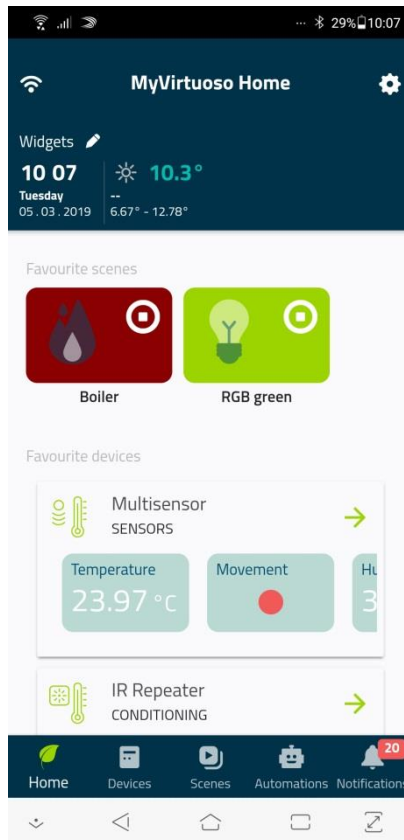 29% 10:07
MyVirtuoso Home
Widgets
10 07
10.3°
Tuesday
--
05 . 03 . 2019
6.67° - 12.78°
Favourite scenes
Boiler
RGB green
Favourite devices
Multisensor
SENSORS
Temperature
Movement
Hu
23.97 °C
3
IR Repeater
CONDITIONING
20
Home
Devices
Scenes
Automations
Notifications